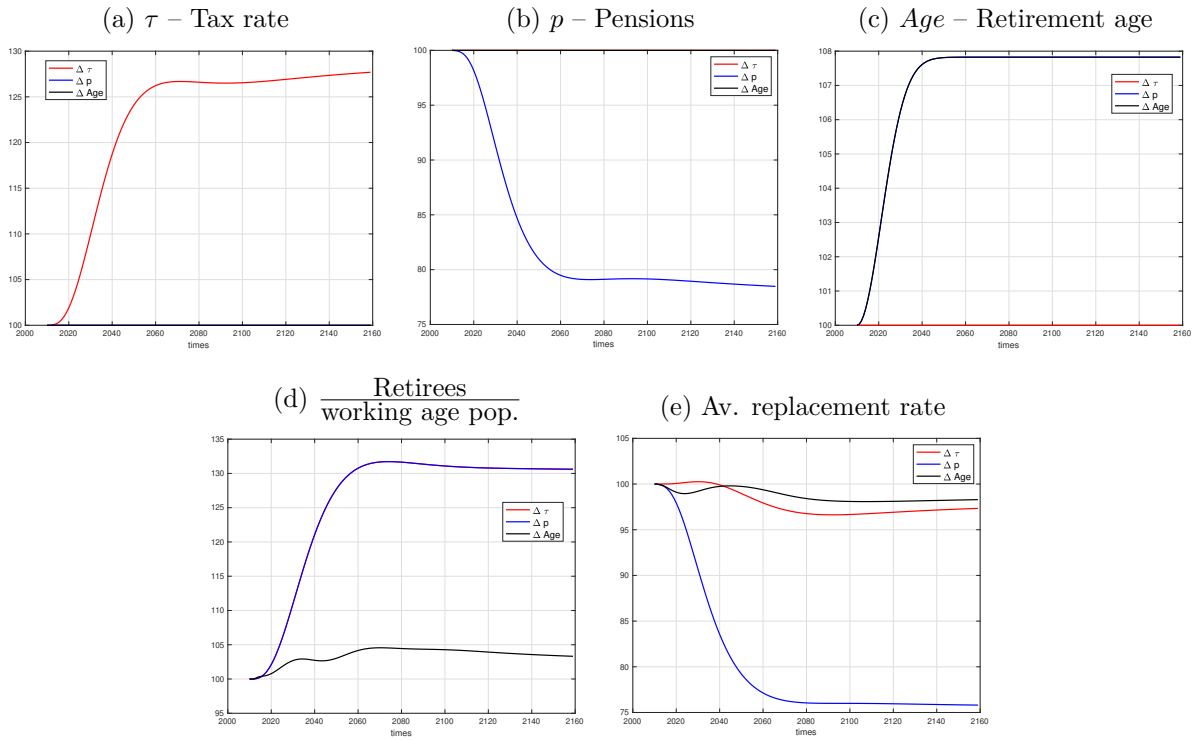 (a) τ – Tax rate
130
125
120
115
110
105
100
2000 2020 2040 2060 2080 2100 2120 2140 2160
times
Δ τ
Δ p
Δ Age
(b) p – Pensions
100
95
90
85
80
75
2000 2020 2040 2060 2080 2100 2120 2140 2160
times
Δ τ
Δ p
Δ Age
(c) Age – Retirement age
108
107
106
105
104
103
102
101
100
2000 2020 2040 2060 2080 2100 2120 2140 2160
times
Δ τ
Δ p
Δ Age
(d) Retirees
working age pop.
135
130
125
120
115
110
105
100
95
2000 2020 2040 2060 2080 2100 2120 2140 2160
times
Δ τ
Δ p
Δ Age
(e) Av. replacement rate
105
100
95
90
85
80
75
2000 2020 2040 2060 2080 2100 2120 2140 2160
times
Δ τ
Δ p
Δ Age